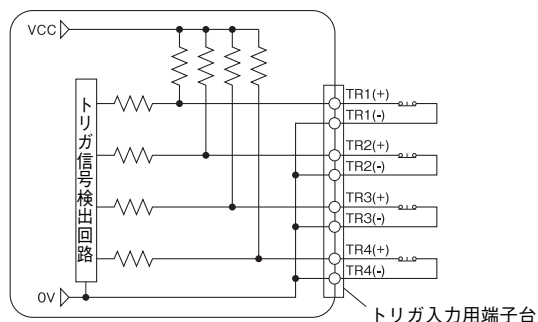 VCC
トリガ信号検出回路
0V
TR1(+)
TR1(-)
TR2(+)
TR2(-)
TR3(+)
TR3(-)
TR4(+)
TR4(-)
トリガ入力用端子台